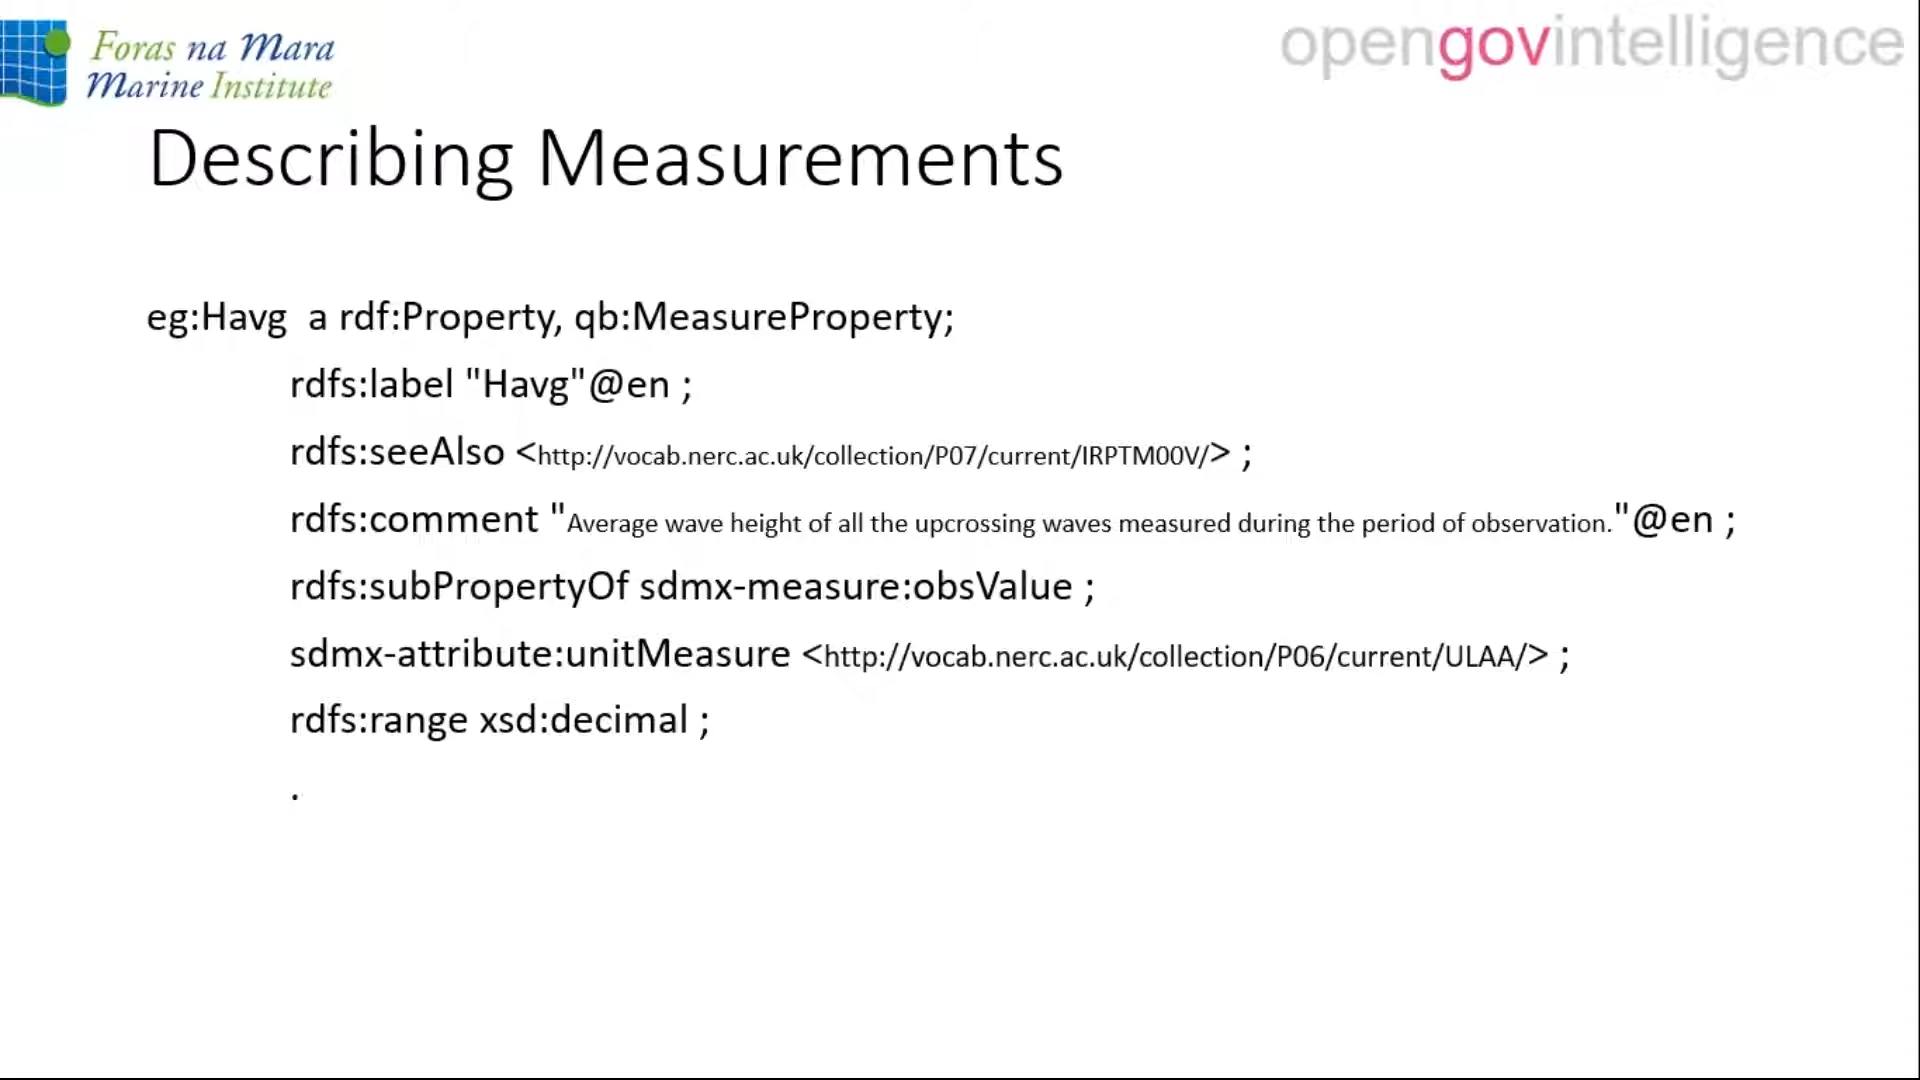 Foras na Mara
Marine Institute
opengovintelligence
Describing Measurements
eg:Havg a rdf:Property, qb:MeasureProperty;
rdfs:label "Havg"@en ;
rdfs:seeAlso <http://vocab.nerc.ac.uk/collection/P07/current/IRPTM00V/> ;
rdfs:comment "Average wave height of all the upcrossing waves measured during the period of observation."@en ;
rdfs:subPropertyOf sdmx-measure:obsValue ;
sdmx-attribute:unitMeasure <http://vocab.nerc.ac.uk/collection/P06/current/ULAA/> ;
rdfs:range xsd:decimal ;
.